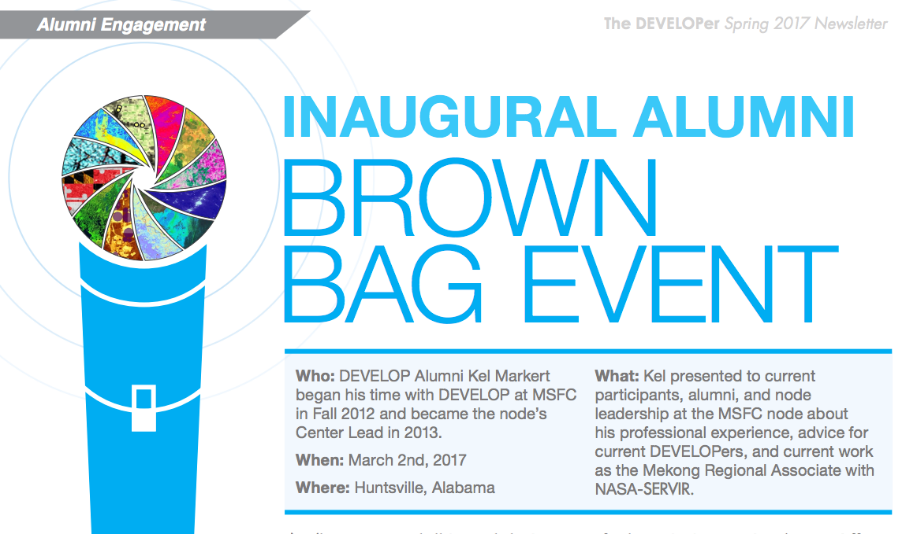 Alumni Engagement
The DEVELOPer Spring 2017 Newsletter
INAUGURAL ALUMNI
BROWN
BAG EVENT
Who: DEVELOP Alumni Kel Markert
began his time with DEVELOP at MSFC
in Fall 2012 and became the node's
Center Lead in 2013.
When: March 2nd, 2017
Where: Huntsville, Alabama
What: Kel presented to current
participants, alumni, and node
leadership at the MSFC node about
his professional experience, advice for
current DEVELOPers, and current work
as the Mekong Regional Associate with
NASA-SERVIR.